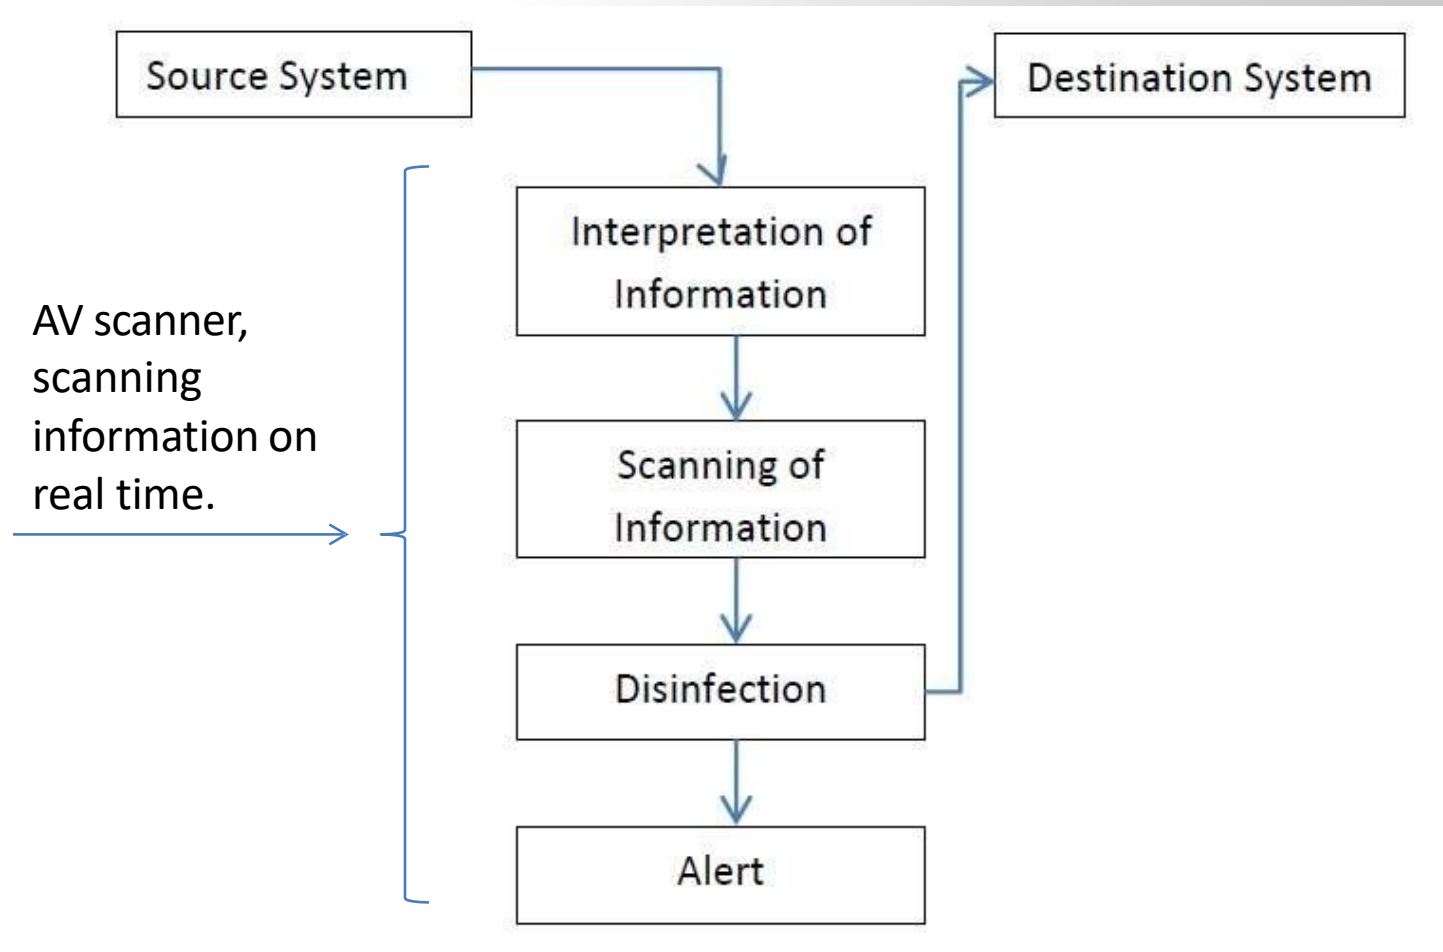 Source System
Destination System
Interpretation of
Information
AV scanner,
scanning
information on
real time.
Scanning of
Information
Disinfection
Alert